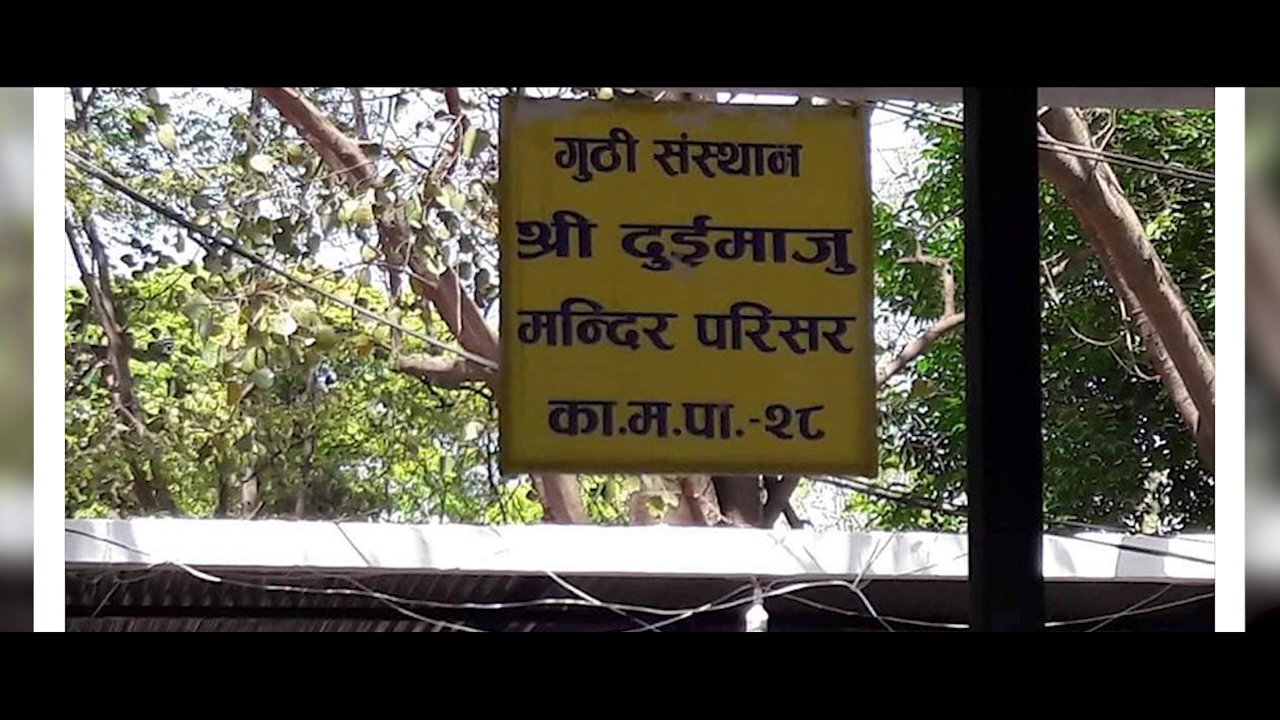 गुठी संस्थान
श्री दुईमाजु
मन्दिर परिसर
का.म.पा.-२८